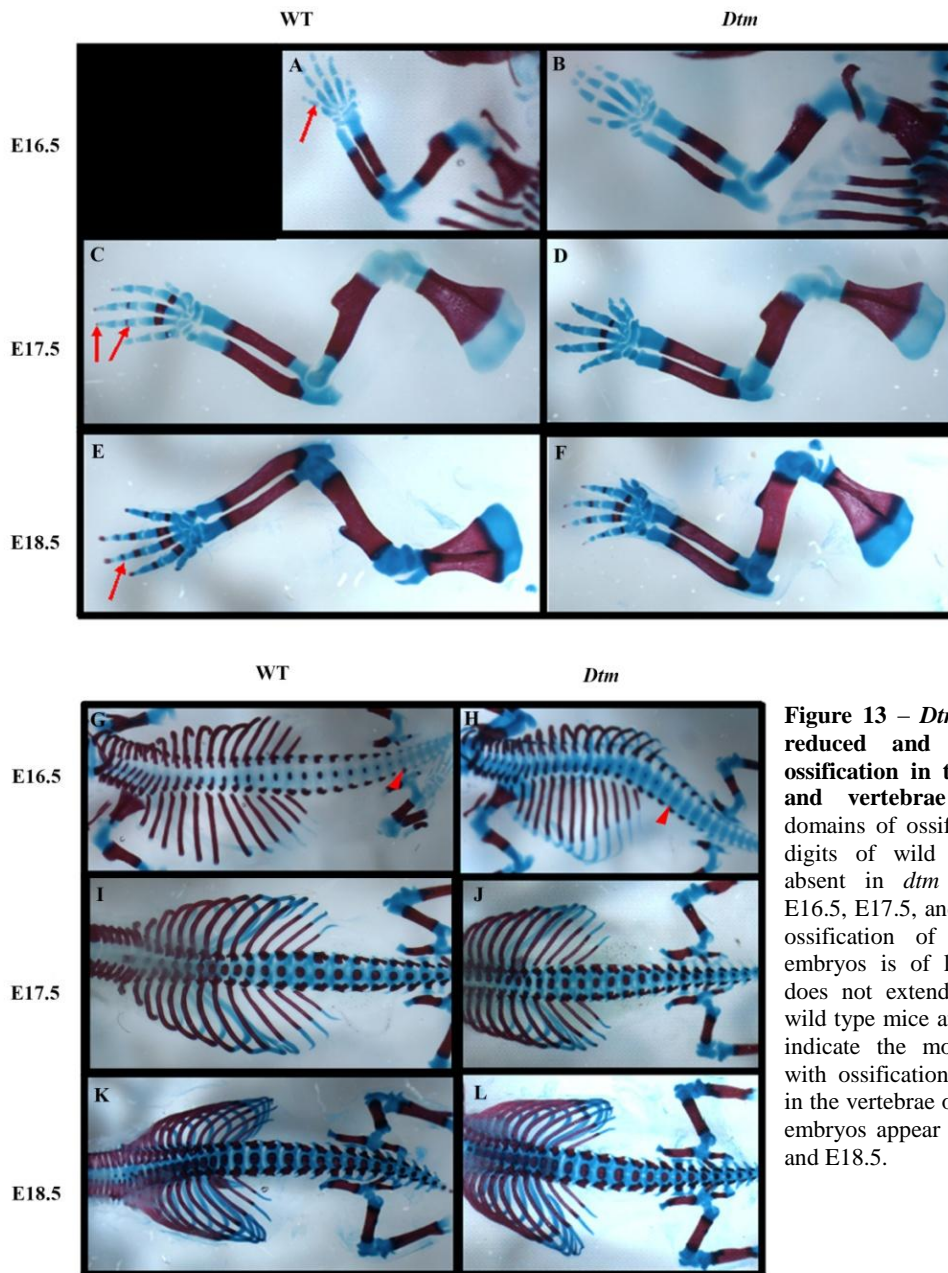 WT Dtm
A B
E16.5
C D
E17.5
E F
E18.5
WT Dtm
G H
E16.5
I J
E17.5
K L
E18.5
Figure 13 – Dtm
reduced and
ossification in t
and vertebrae
domains of ossif
digits of wild
absent in dtm
E16.5, E17.5, an
ossification of
embryos is of l
does not extend
wild type mice a
indicate the mo
with ossification
in the vertebrae o
embryos appear
and E18.5.